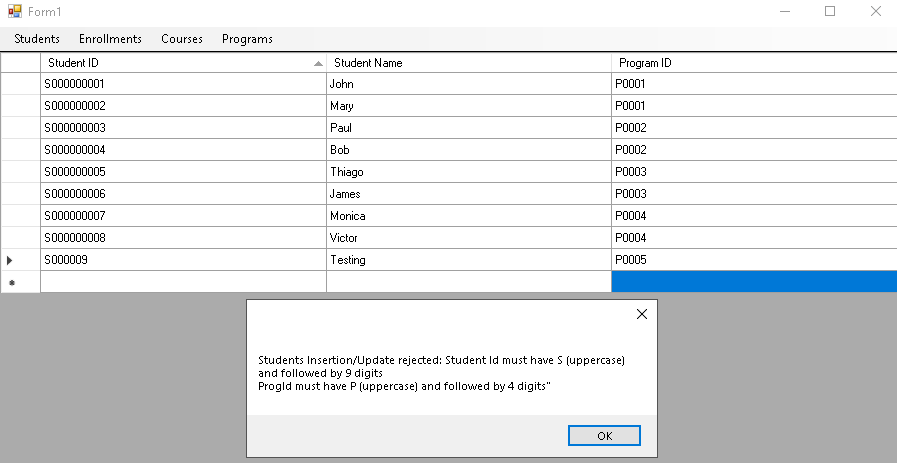 Form1
Students Enrollments Courses Programs
Student ID Student Name Program ID
S000000001 John P0001
S000000002 Mary P0001
S000000003 Paul P0002
S000000004 Bob P0002
S000000005 Thiago P0003
S000000006 James P0003
S000000007 Monica P0004
S000000008 Victor P0004
S000009 Testing P0005
Students Insertion/Update rejected: Student Id must have S (uppercase)
and followed by 9 digits
ProgId must have P (uppercase) and followed by 4 digits"
OK